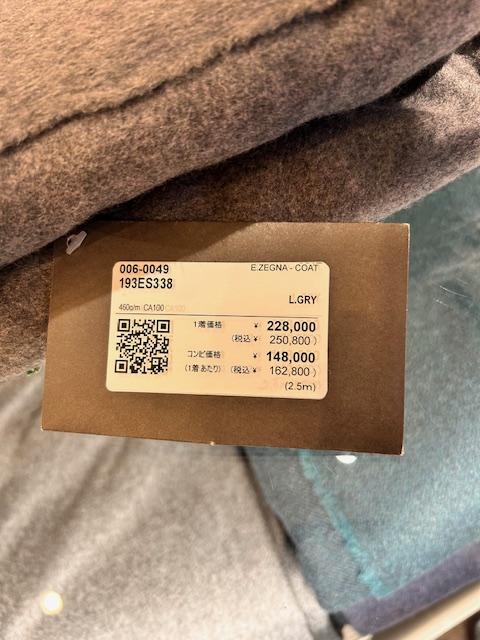 006-0049 E.ZEGNA - COAT
193ES338
L.GRY
460g/m CA100 CA100
1着価格 ¥ 228,000
(税込 ¥ 250,800 )
コンビ価格 ¥ 148,000
(1着あたり) (税込 ¥ 162,800 )
(2.5m)